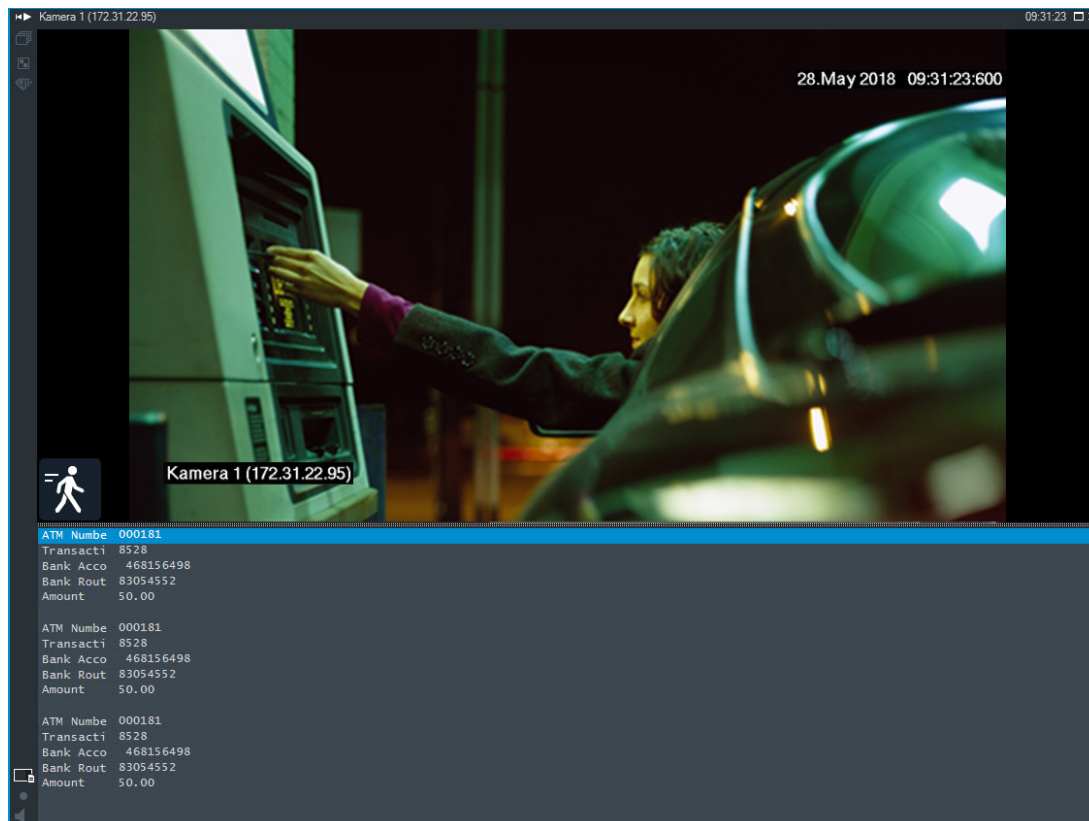 Kamera 1 (172.31.22.95) 09:31:23
28.May 2018 09:31:23:600
Kamera 1 (172.31.22.95)
ATM Numbe 000181
Transacti 8528
Bank Acco 468156498
Bank Rout 83054552
Amount 50.00
ATM Numbe 000181
Transacti 8528
Bank Acco 468156498
Bank Rout 83054552
Amount 50.00
ATM Numbe 000181
Transacti 8528
Bank Acco 468156498
Bank Rout 83054552
Amount 50.00